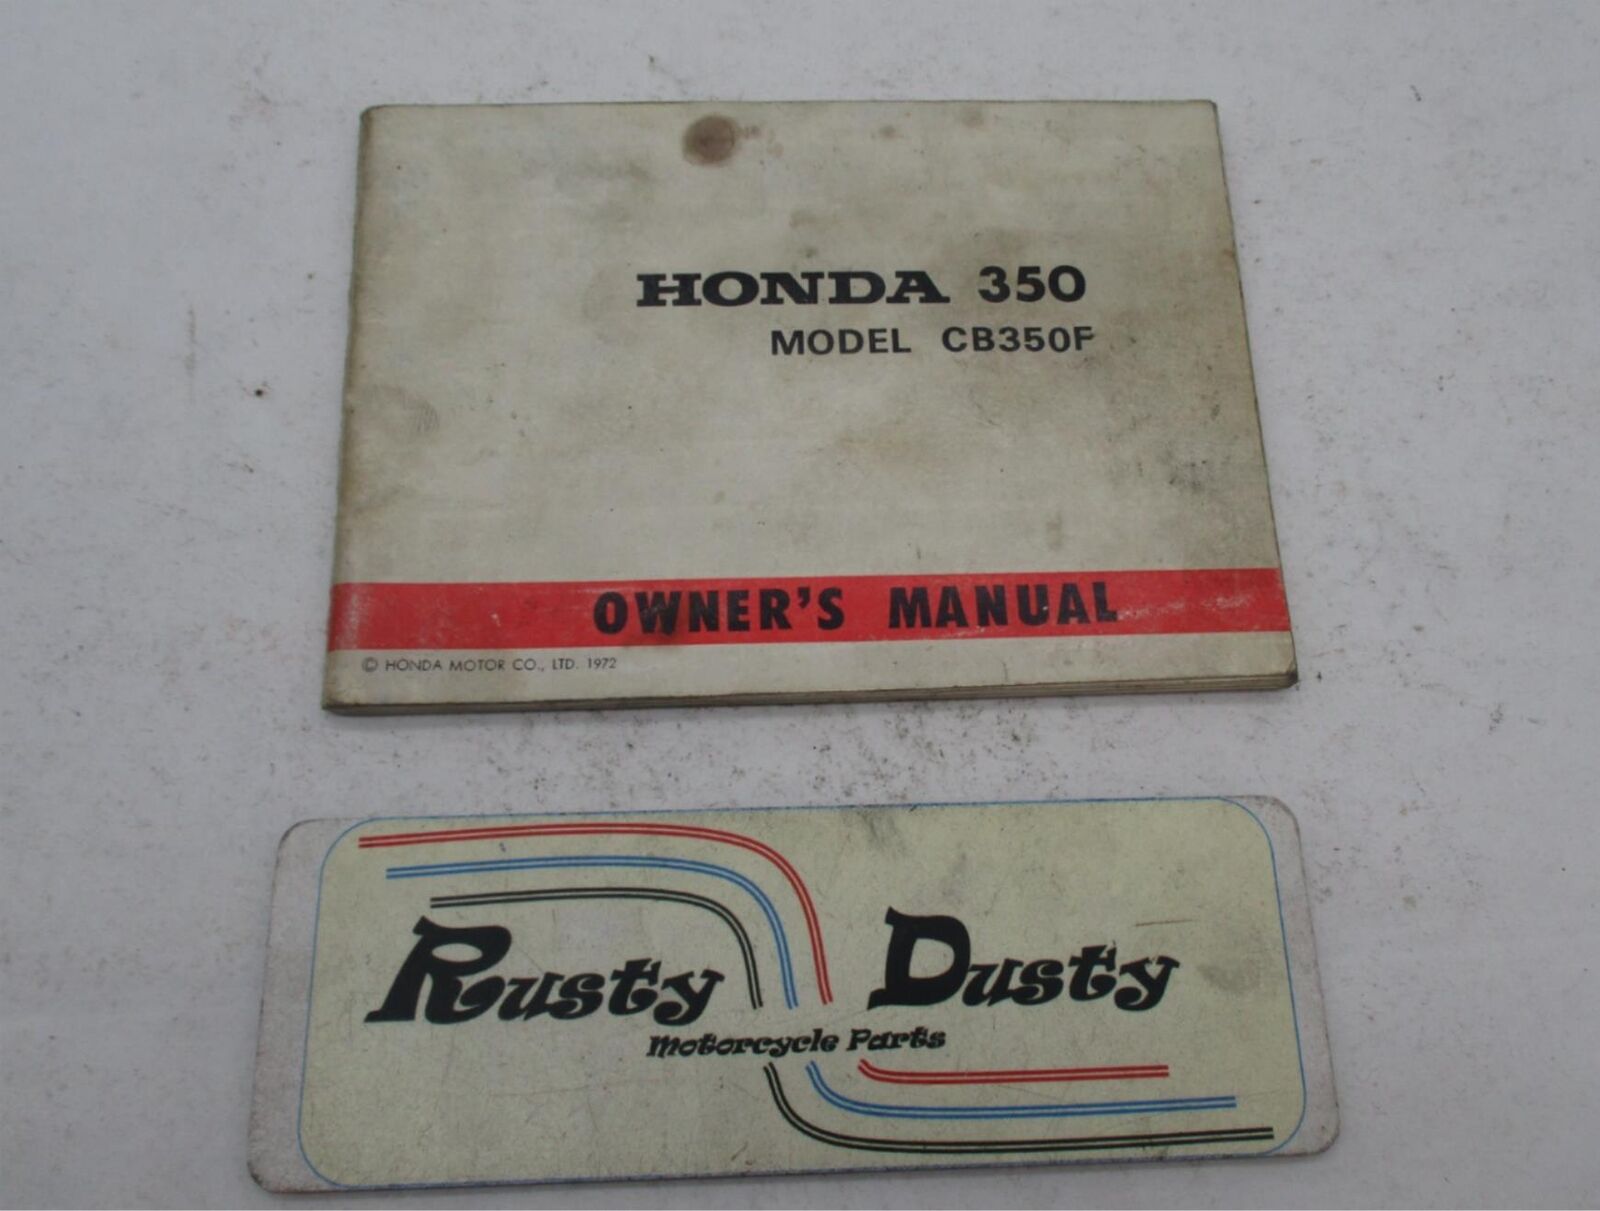 HONDA 350
MODEL CB350F
OWNER'S MANUAL
© HONDA MOTOR CO., LTD. 1972
Rusty Dusty
Motorcycle Parts